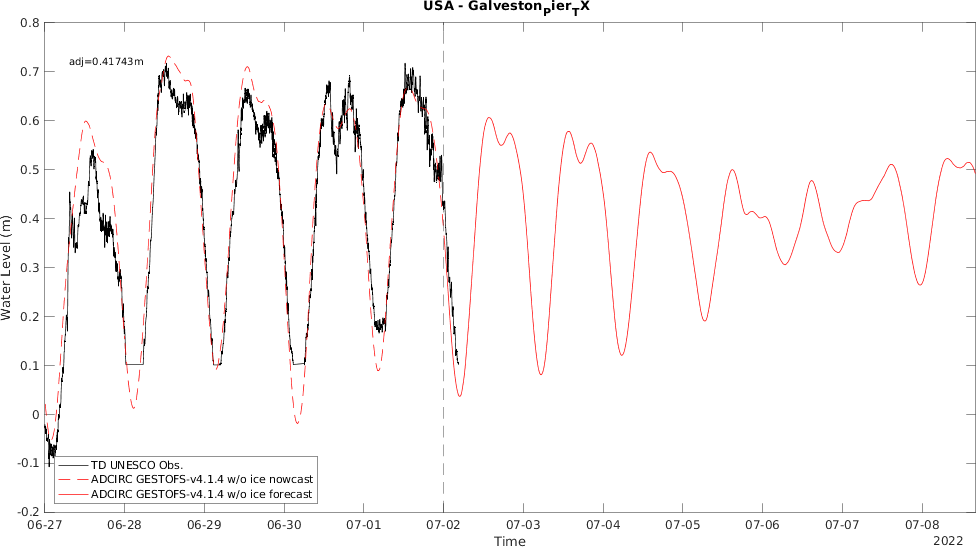 USA - Galveston_Pier_TX
0.8
0.7
0.6
0.5
0.4
0.3
0.2
0.1
0
-0.1
-0.2
Water Level (m)
adj=0.41743m
TD UNESCO Obs.
ADCIRC GESTOFS-v4.1.4 w/o ice nowcast
ADCIRC GESTOFS-v4.1.4 w/o ice forecast
06-27 06-28 06-29 06-30 07-01 07-02 07-03 07-04 07-05 07-06 07-07 07-08
Time
2022